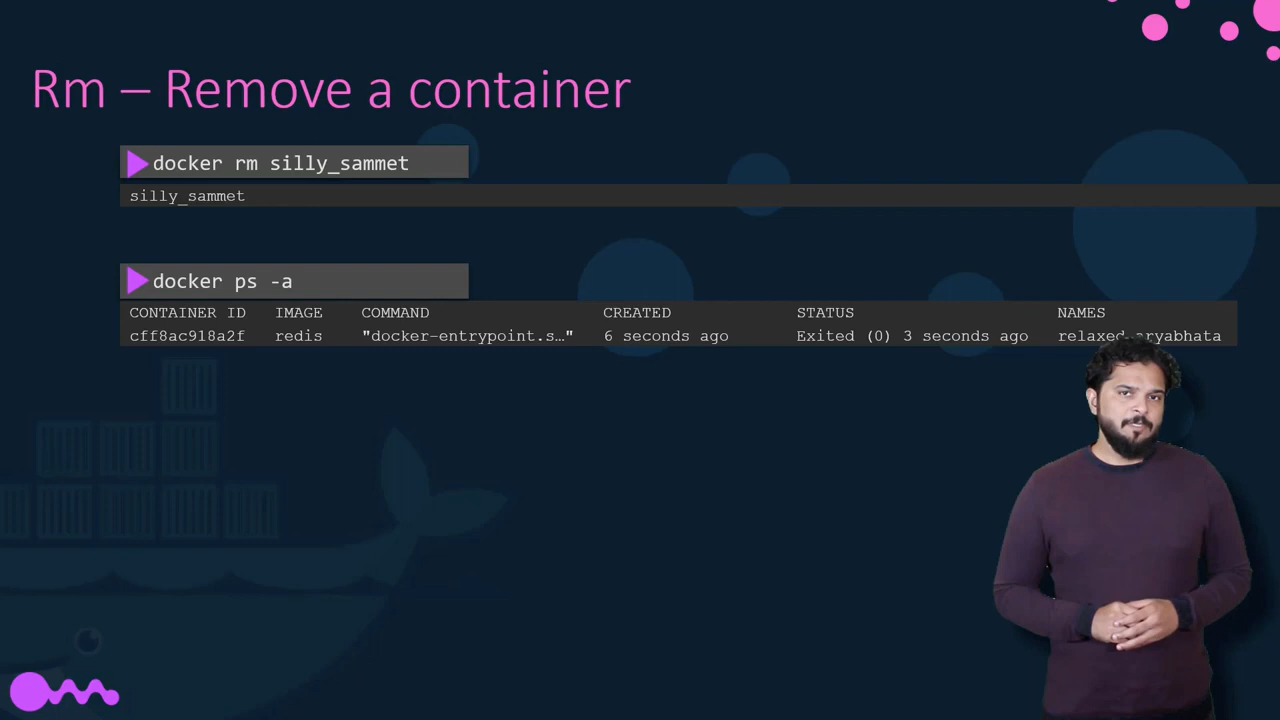 Rm – Remove a container
docker rm silly_sammet
silly_sammet
docker ps -a
CONTAINER ID IMAGE COMMAND CREATED STATUS NAMES
cff8ac918a2f redis "docker-entrypoint.s…" 6 seconds ago Exited (0) 3 seconds ago relaxed_aryabhata